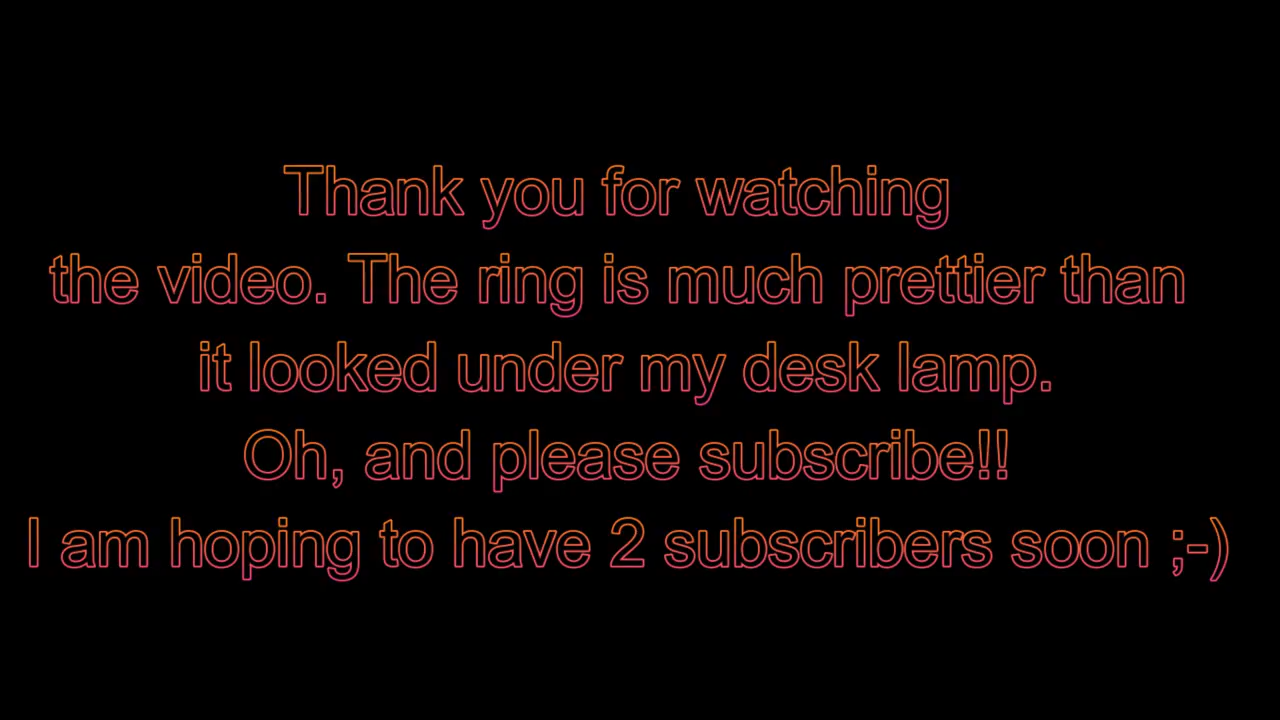 Thank you for watching
the video. The ring is much prettier than
it looked under my desk lamp.
Oh, and please subscribe!!
I am hoping to have 2 subscribers soon ;-)